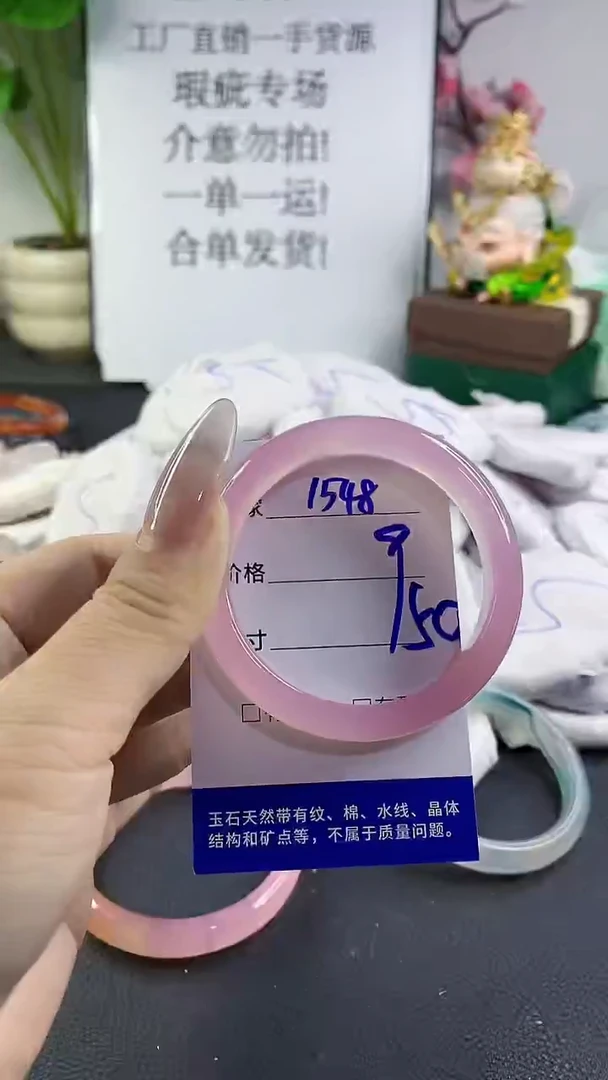 工厂直销一手货源
瑕疵专场
介意勿拍!
一单一运!
合单发货!
家 1548
价格
寸 150
玉石天然带有纹、棉、水线、晶体
结构和矿点等，不属于质量问题。